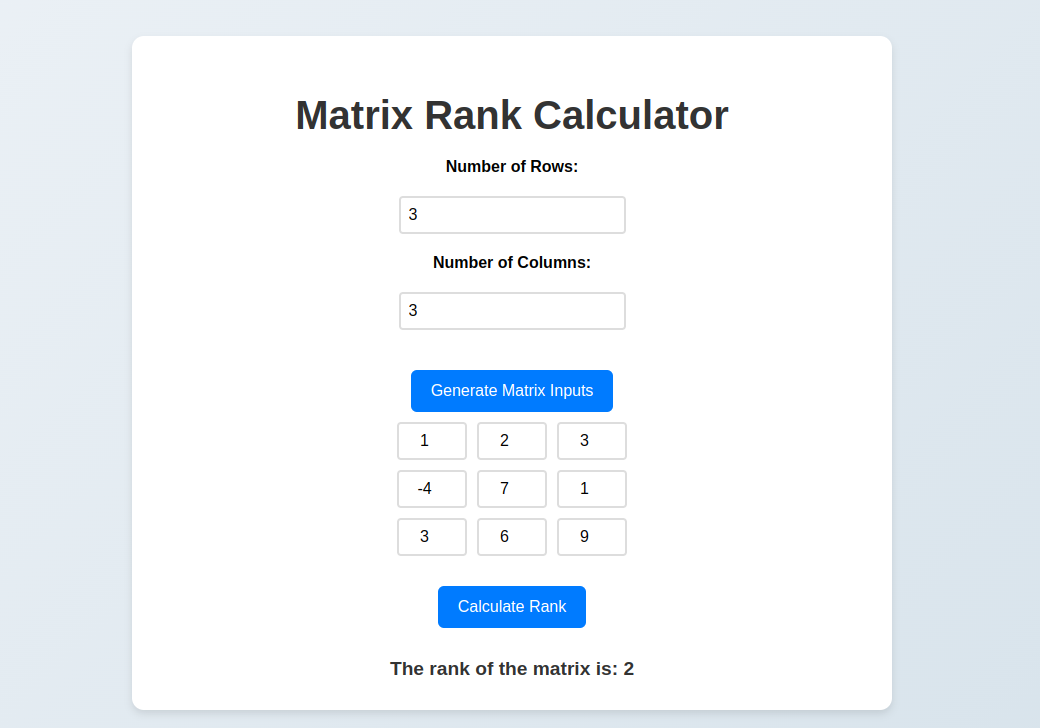 Matrix Rank Calculator
Number of Rows:
3
Number of Columns:
3
Generate Matrix Inputs
1 2 3
-4 7 1
3 6 9
Calculate Rank
The rank of the matrix is: 2